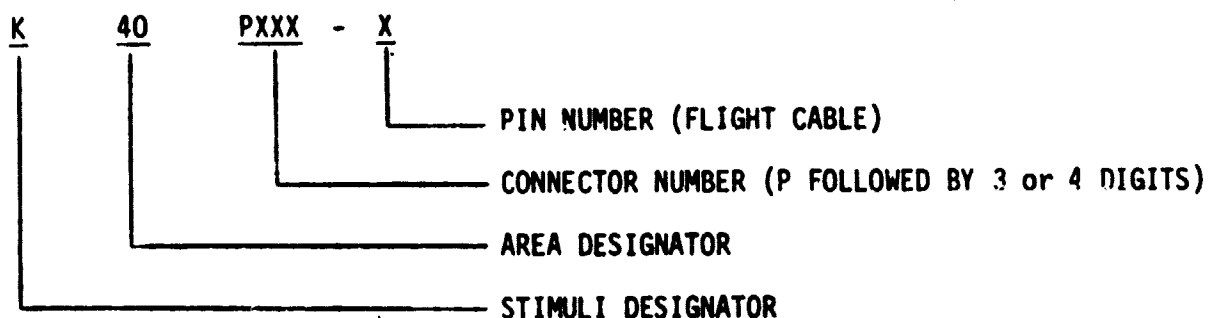 K 40 PXXX - X
PIN NUMBER (FLIGHT CABLE)
CONNECTOR NUMBER (P FOLLOWED BY 3 or 4 DIGITS)
AREA DESIGNATOR
STIMULI DESIGNATOR